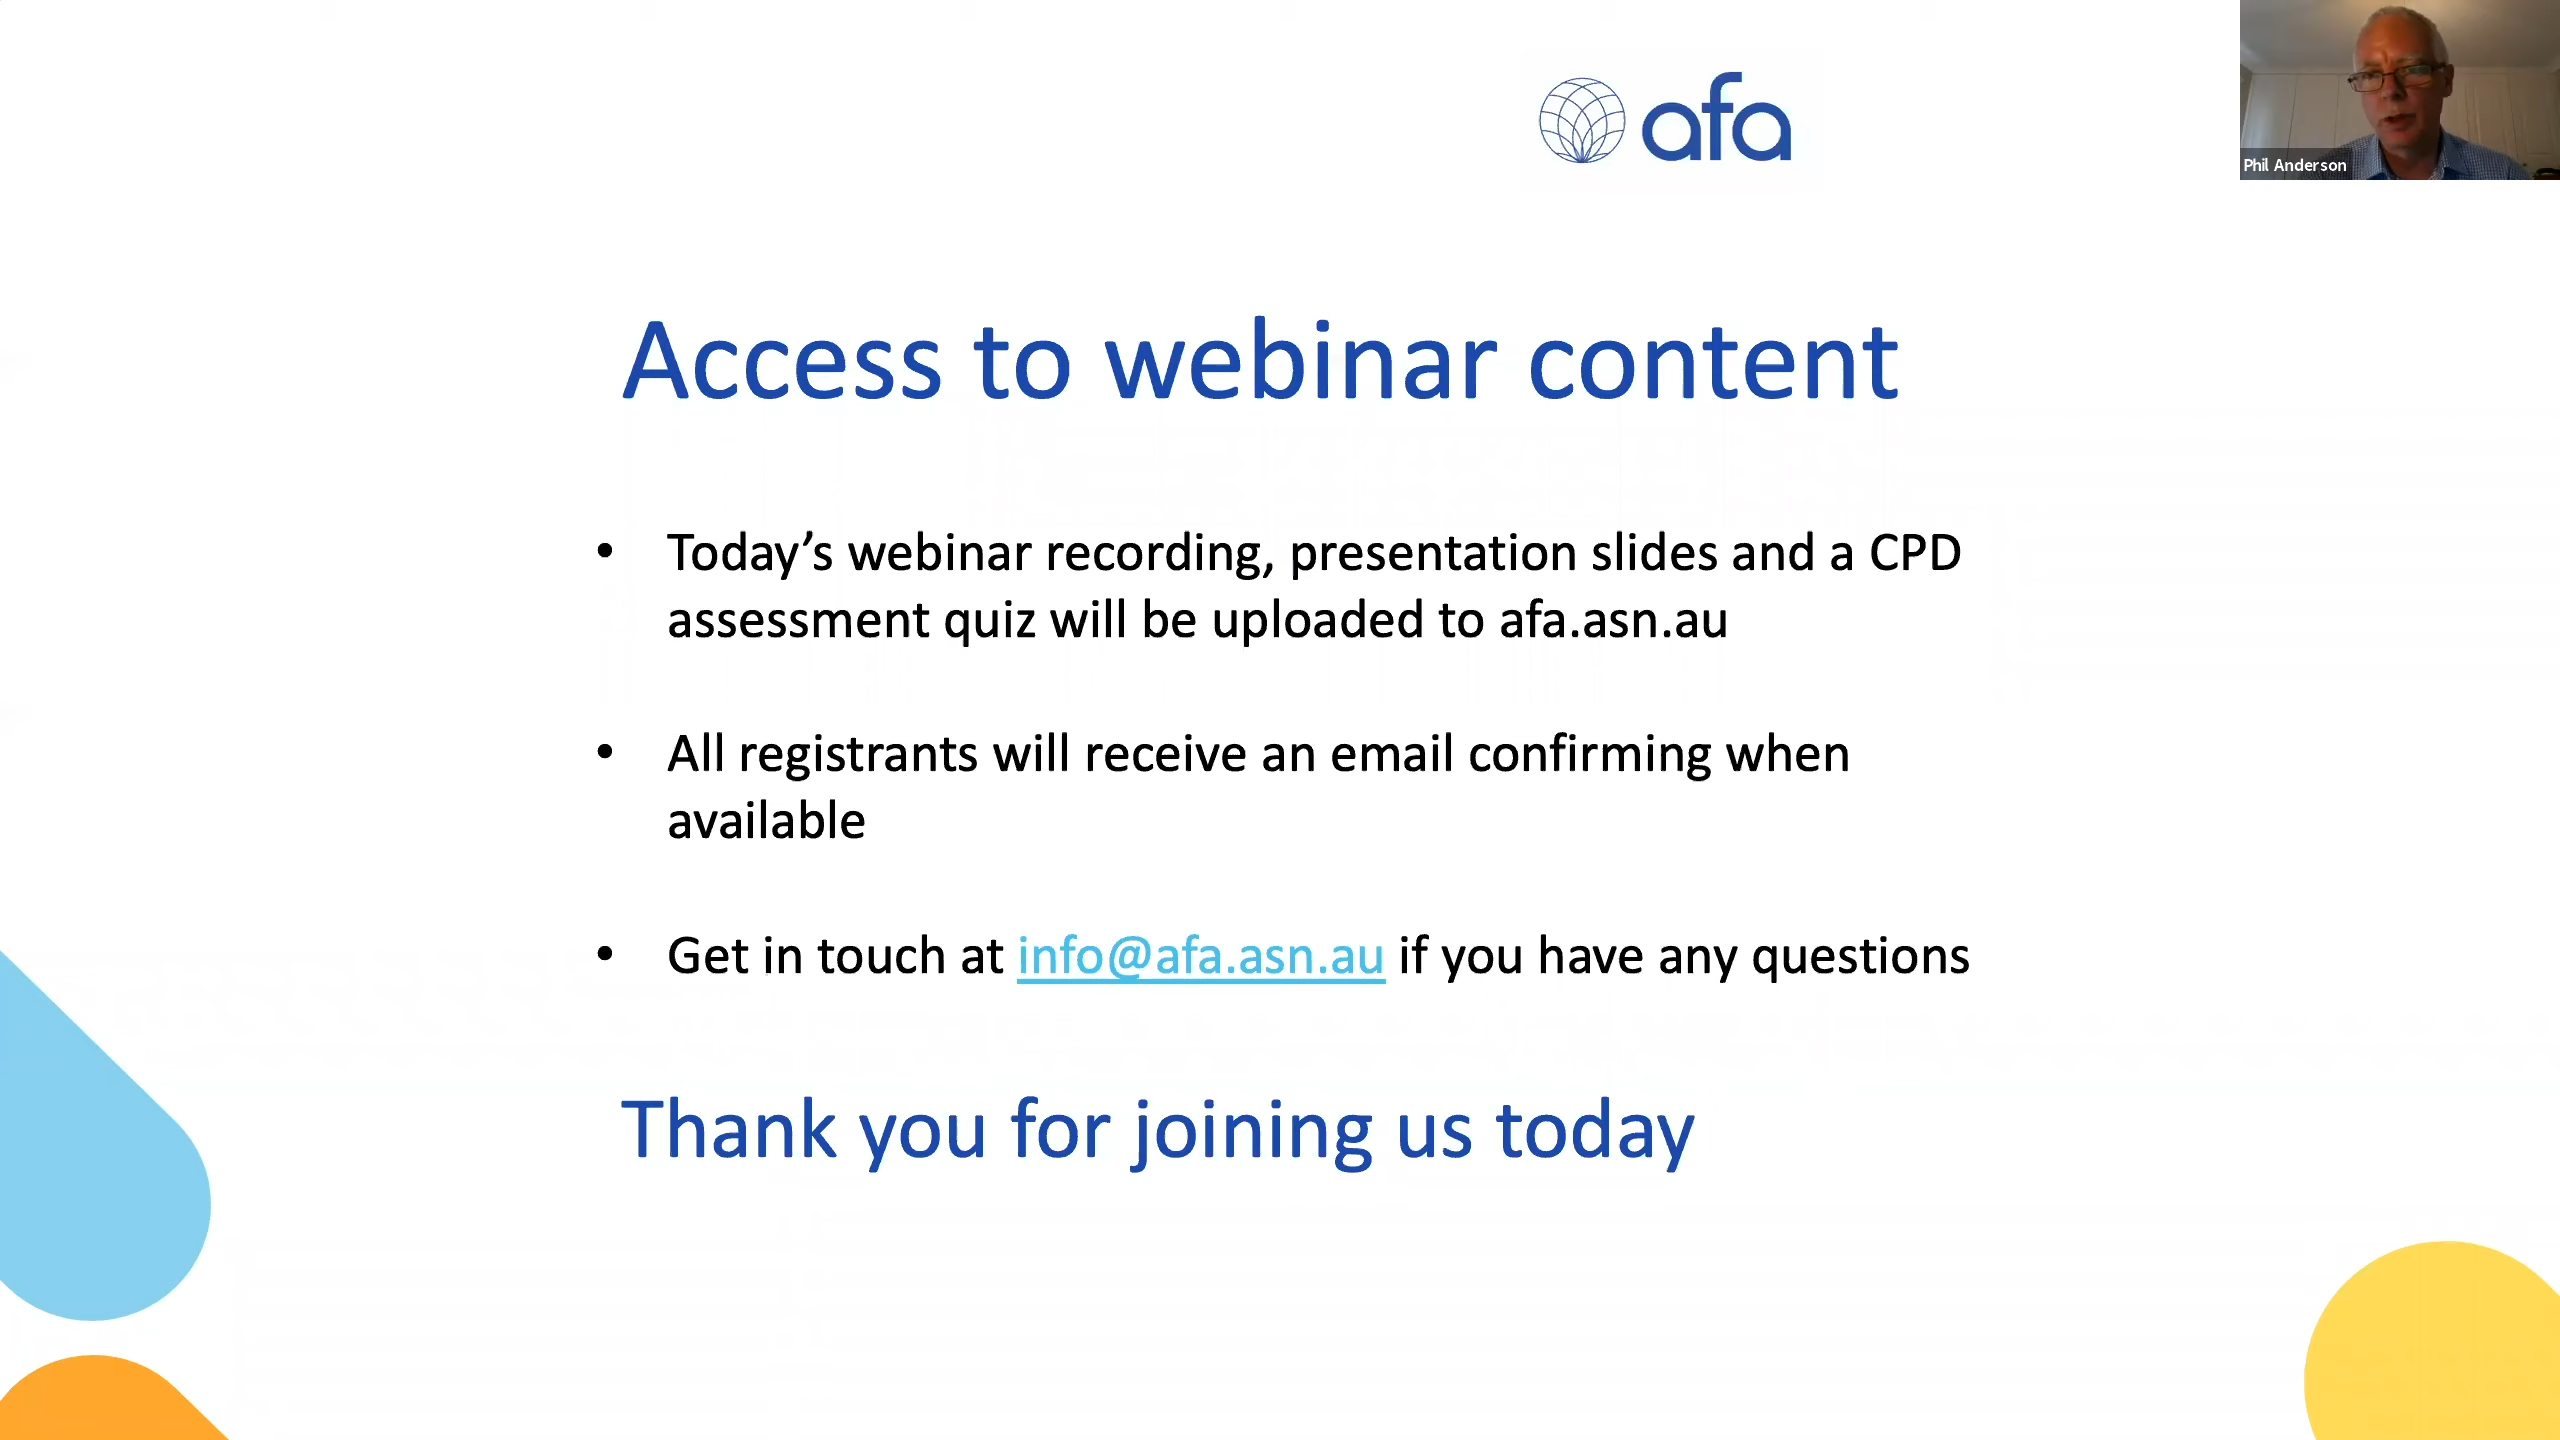 afa
Phil Anderson
Access to webinar content
• Today’s webinar recording, presentation slides and a CPD
assessment quiz will be uploaded to afa.asn.au
• All registrants will receive an email confirming when
available
• Get in touch at info@afa.asn.au if you have any questions
Thank you for joining us today